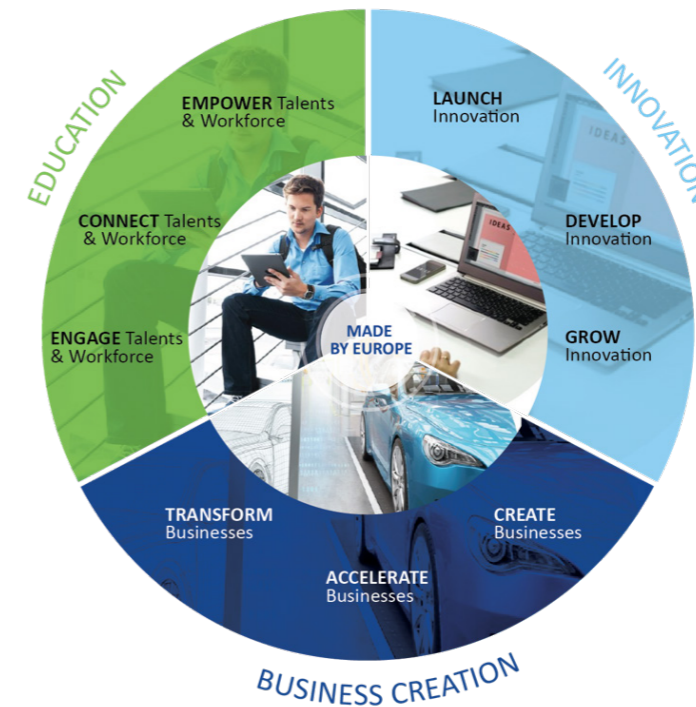 EDUCATION
EMPOWER Talents
& Workforce
CONNECT Talents
& Workforce
ENGAGE Talents
& Workforce
INNOVATION
LAUNCH
Innovation
IDEAS
DEVELOP
Innovation
IDEAS
GROW
Innovation
MADE
BY EUROPE
TRANSFORM
Businesses
CREATE
Businesses
ACCELERATE
Businesses
BUSINESS CREATION